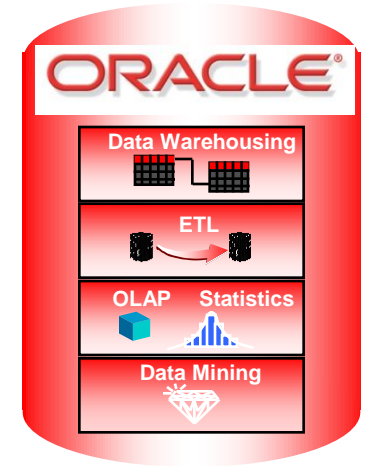 ORACLE®
Data Warehousing
ETL
OLAP Statistics
Data Mining